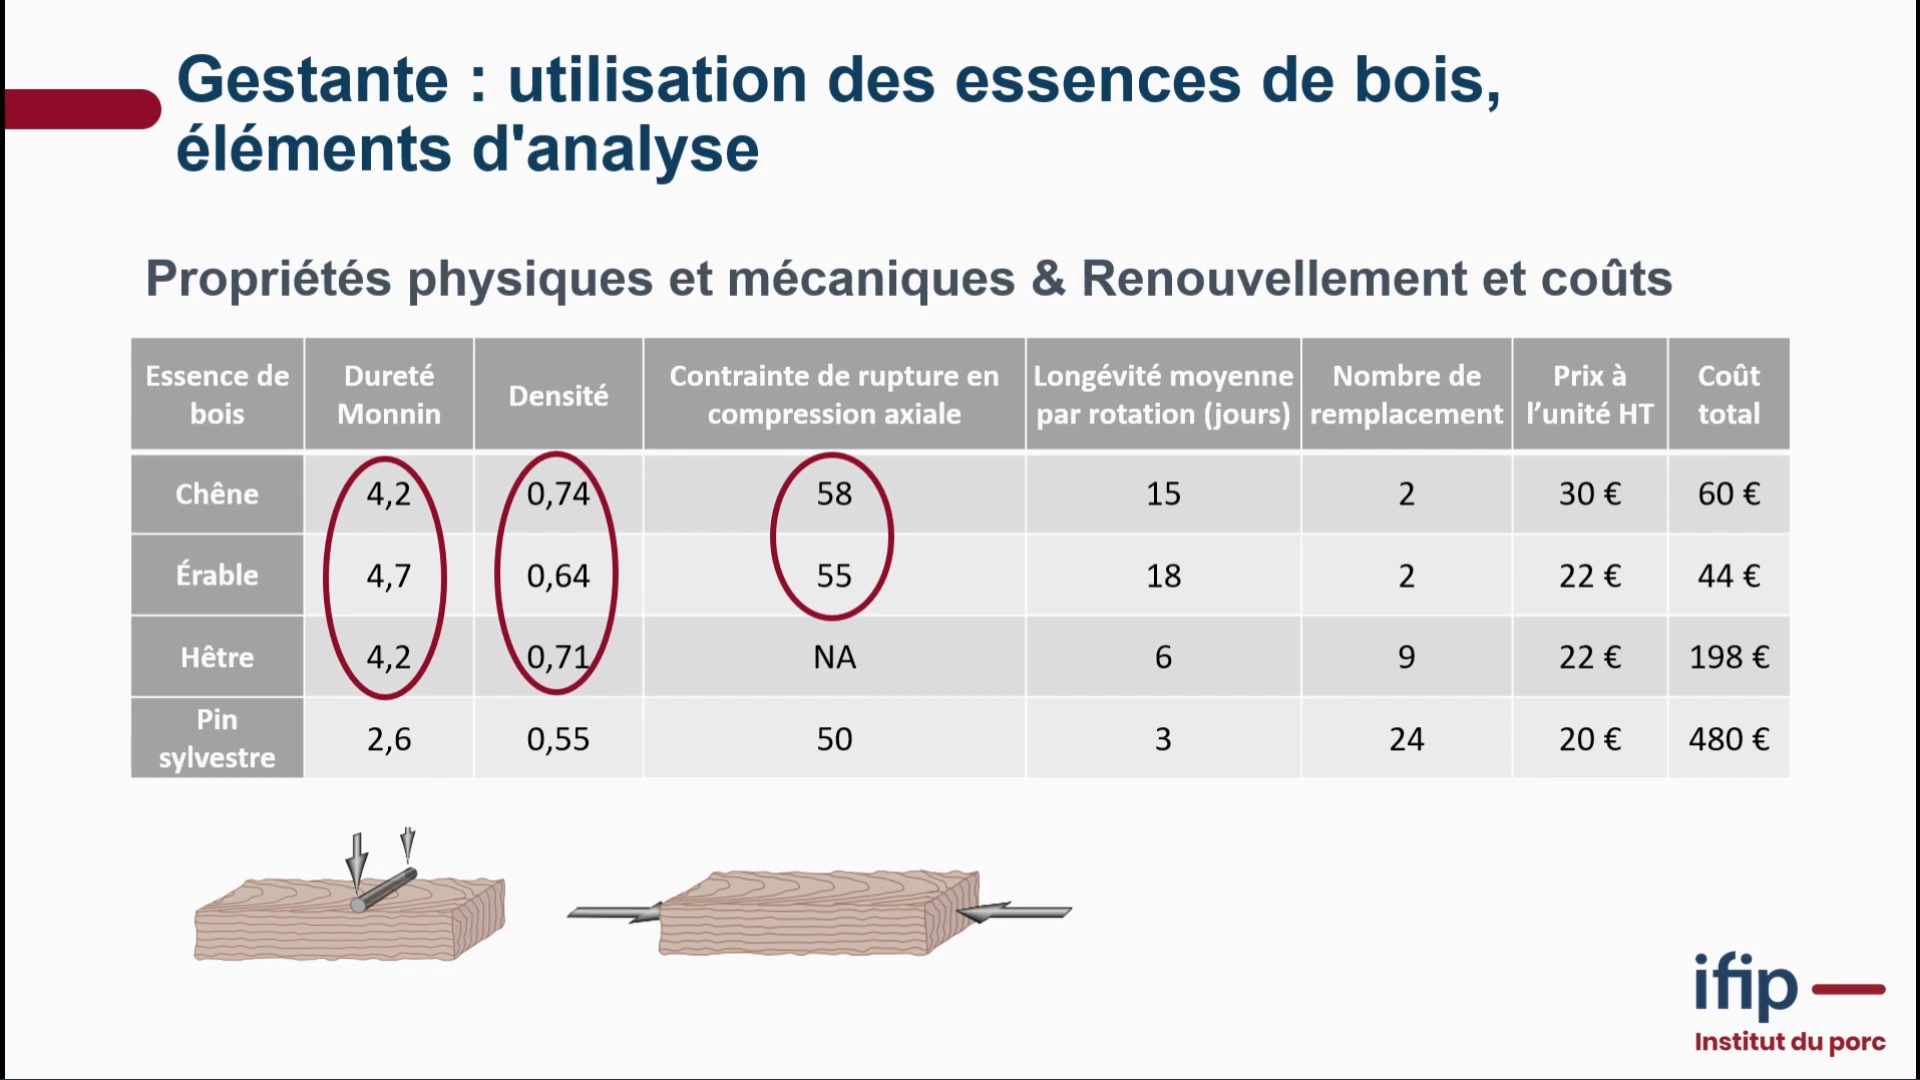 Gestante : utilisation des essences de bois,
éléments d'analyse
Propriétés physiques et mécaniques & Renouvellement et coûts
Essence de bois | Dureté Monnin | Densité | Contrainte de rupture en compression axiale | Longévité moyenne par rotation (jours) | Nombre de remplacement | Prix à l’unité HT | Coût total
Chêne | 4,2 | 0,74 | 58 | 15 | 2 | 30 € | 60 €
Érable | 4,7 | 0,64 | 55 | 18 | 2 | 22 € | 44 €
Hêtre | 4,2 | 0,71 | NA | 6 | 9 | 22 € | 198 €
Pin sylvestre | 2,6 | 0,55 | 50 | 3 | 24 | 20 € | 480 €
ifip
Institut du porc